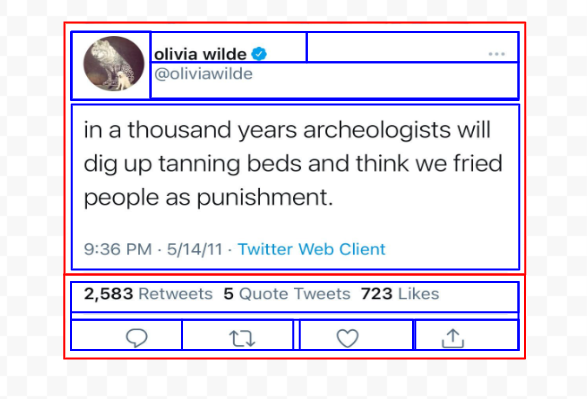 olivia wilde
@oliviawilde
in a thousand years archeologists will
dig up tanning beds and think we fried
people as punishment.
9:36 PM · 5/14/11 · Twitter Web Client
2,583 Retweets 5 Quote Tweets 723 Likes